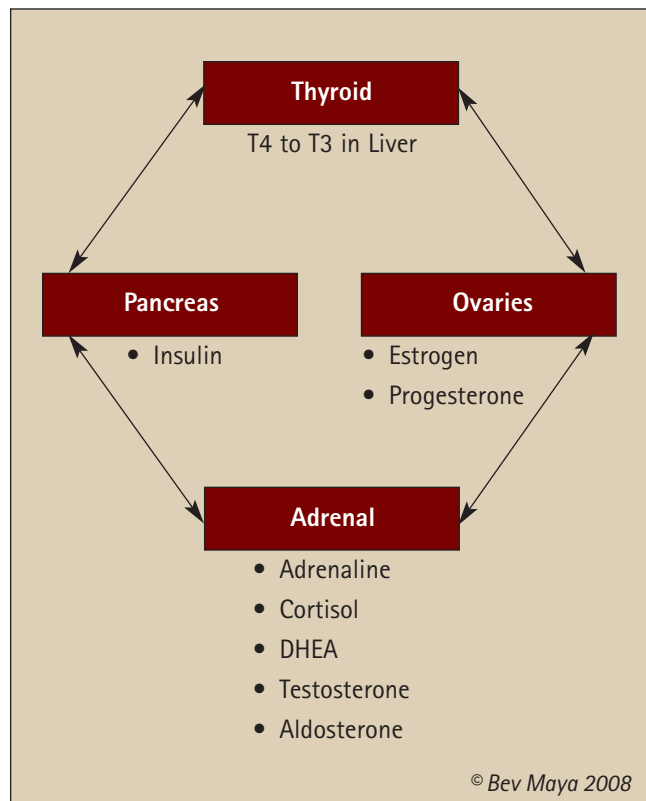 Thyroid
T4 to T3 in Liver
Pancreas
• Insulin
Ovaries
• Estrogen
• Progesterone
Adrenal
• Adrenaline
• Cortisol
• DHEA
• Testosterone
• Aldosterone
© Bev Maya 2008